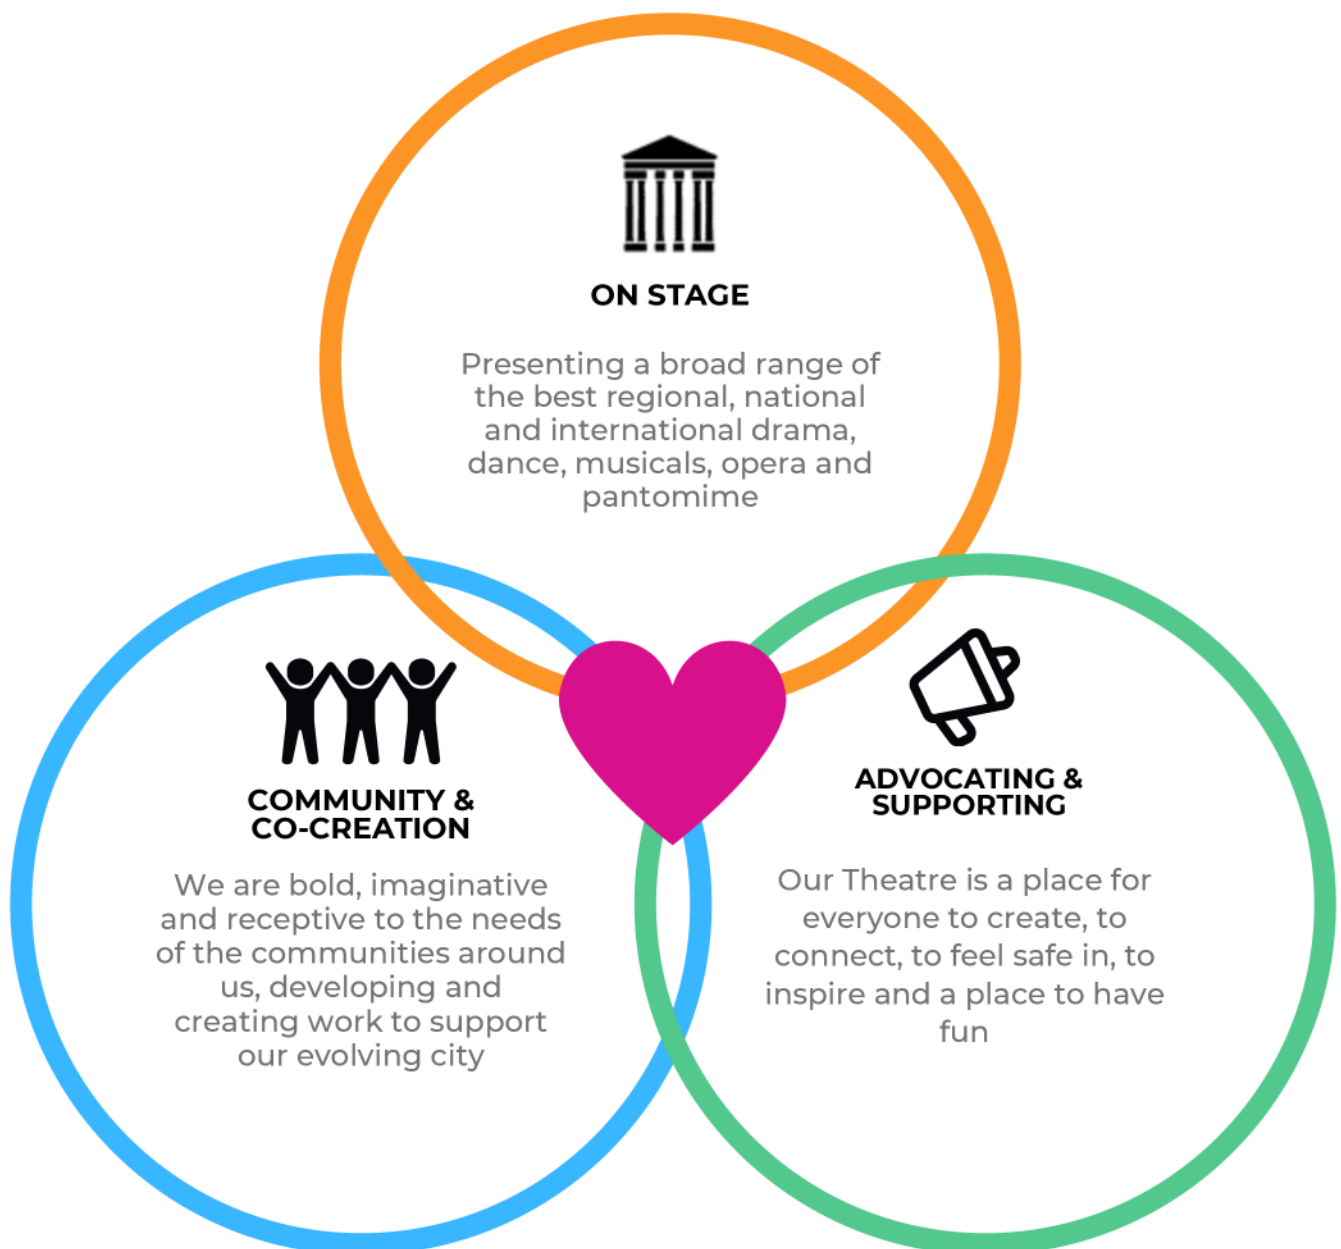 ON STAGE
Presenting a broad range of
the best regional, national
and international drama,
dance, musicals, opera and
pantomime
COMMUNITY &
CO-CREATION
We are bold, imaginative
and receptive to the needs
of the communities around
us, developing and
creating work to support
our evolving city
ADVOCATING &
SUPPORTING
Our Theatre is a place for
everyone to create, to
connect, to feel safe in, to
inspire and a place to have
fun